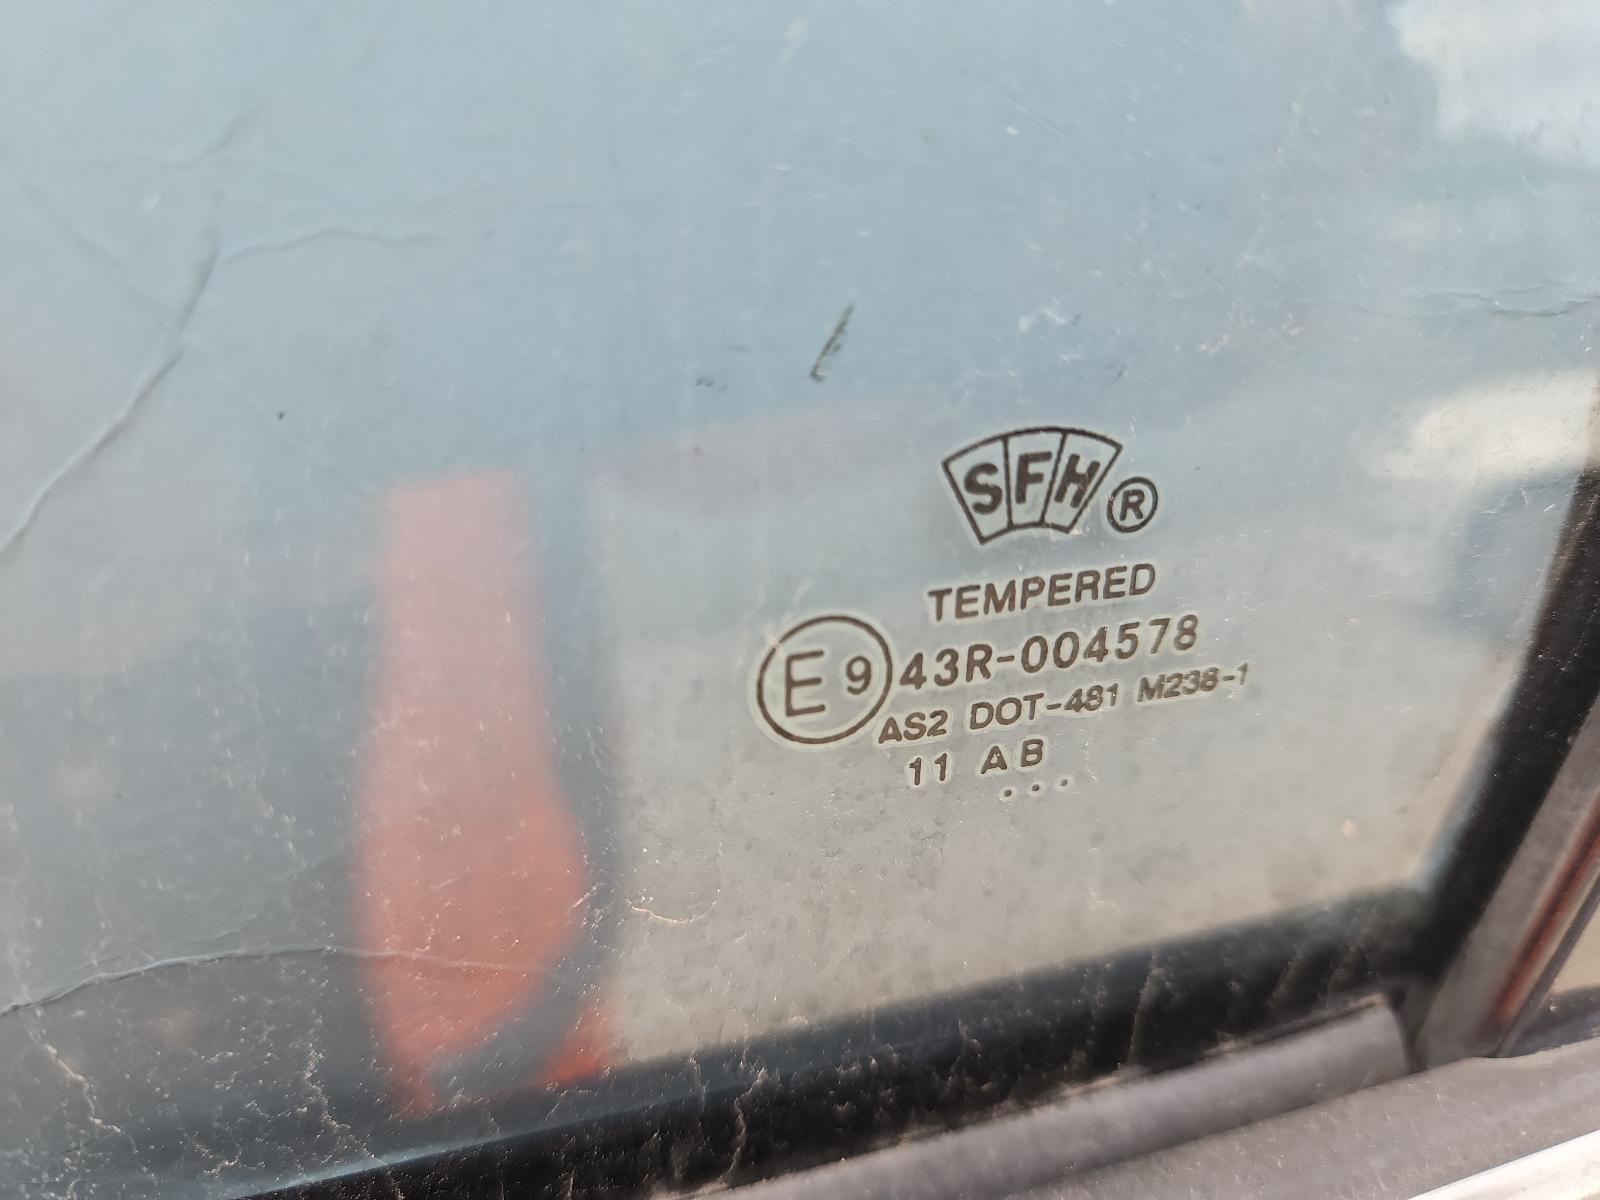 SFH ®
TEMPERED
E9 43R-004578
AS2 DOT-481 M238-1
11 AB
...